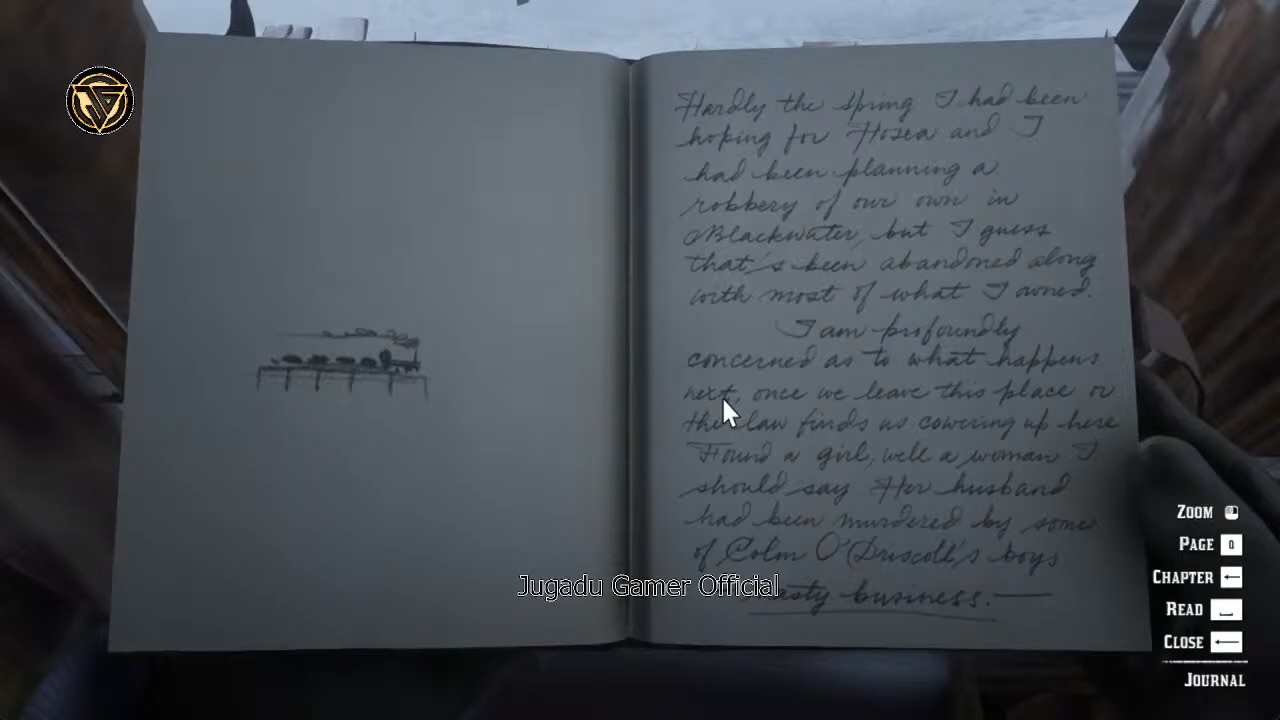 Hardly the spring I had been
hoping for Hosea and I
had been planning a
robbery of our own in
Blackwater, but I guess
that's been abandoned along
with most of what I owned.
I am profoundly
concerned as to what happens
next, once we leave this place or
the law finds us cowering up here
Found a girl, well a woman I
should say Her husband
had been murdered by some
of Colm O'Driscoll's boys.
business.
Jugadu Gamer Official
ZOOM
PAGE Q
CHAPTER ←
READ
CLOSE ←
JOURNAL